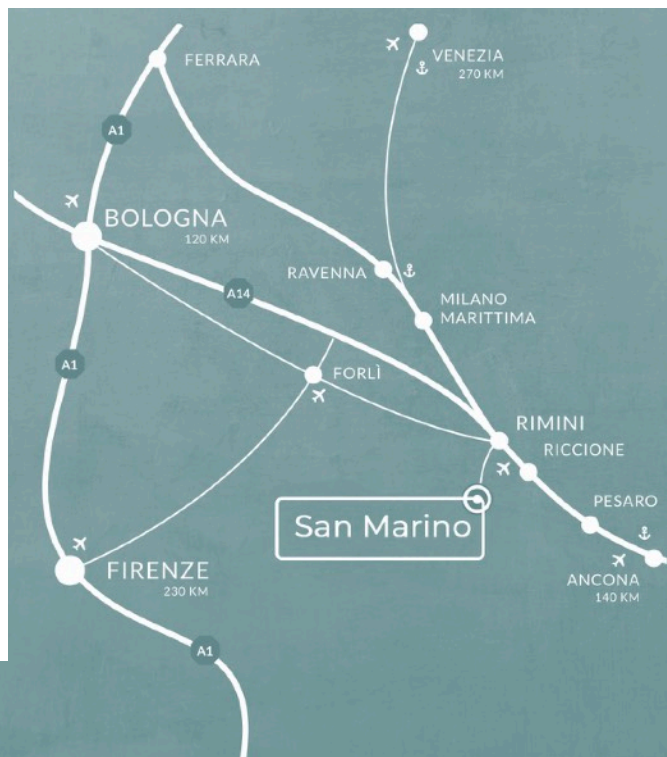 FERRARA
VENEZIA
270 KM
A1
BOLOGNA
120 KM
RAVENNA
A14
MILANO
MARITTIMA
A1
FORLÌ
RIMINI
RICCIONE
San Marino
PESARO
FIRENZE
230 KM
ANCONA
140 KM
A1